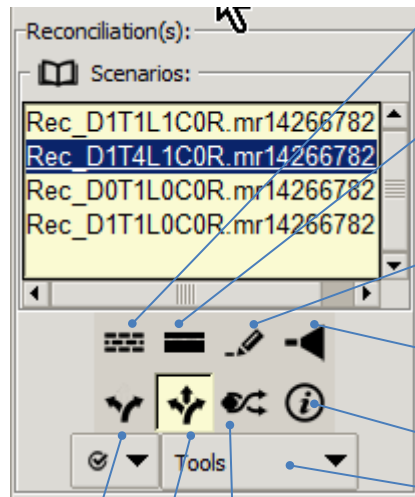 Reconciliation(s):
Scenarios:
Rec_D1T1L1C0R.mr14266782
Rec_D1T4L1C0R.mr14266782
Rec_D0T1L0C0R.mr14266782
Rec_D1T1L0C0R.mr14266782
i
Tools